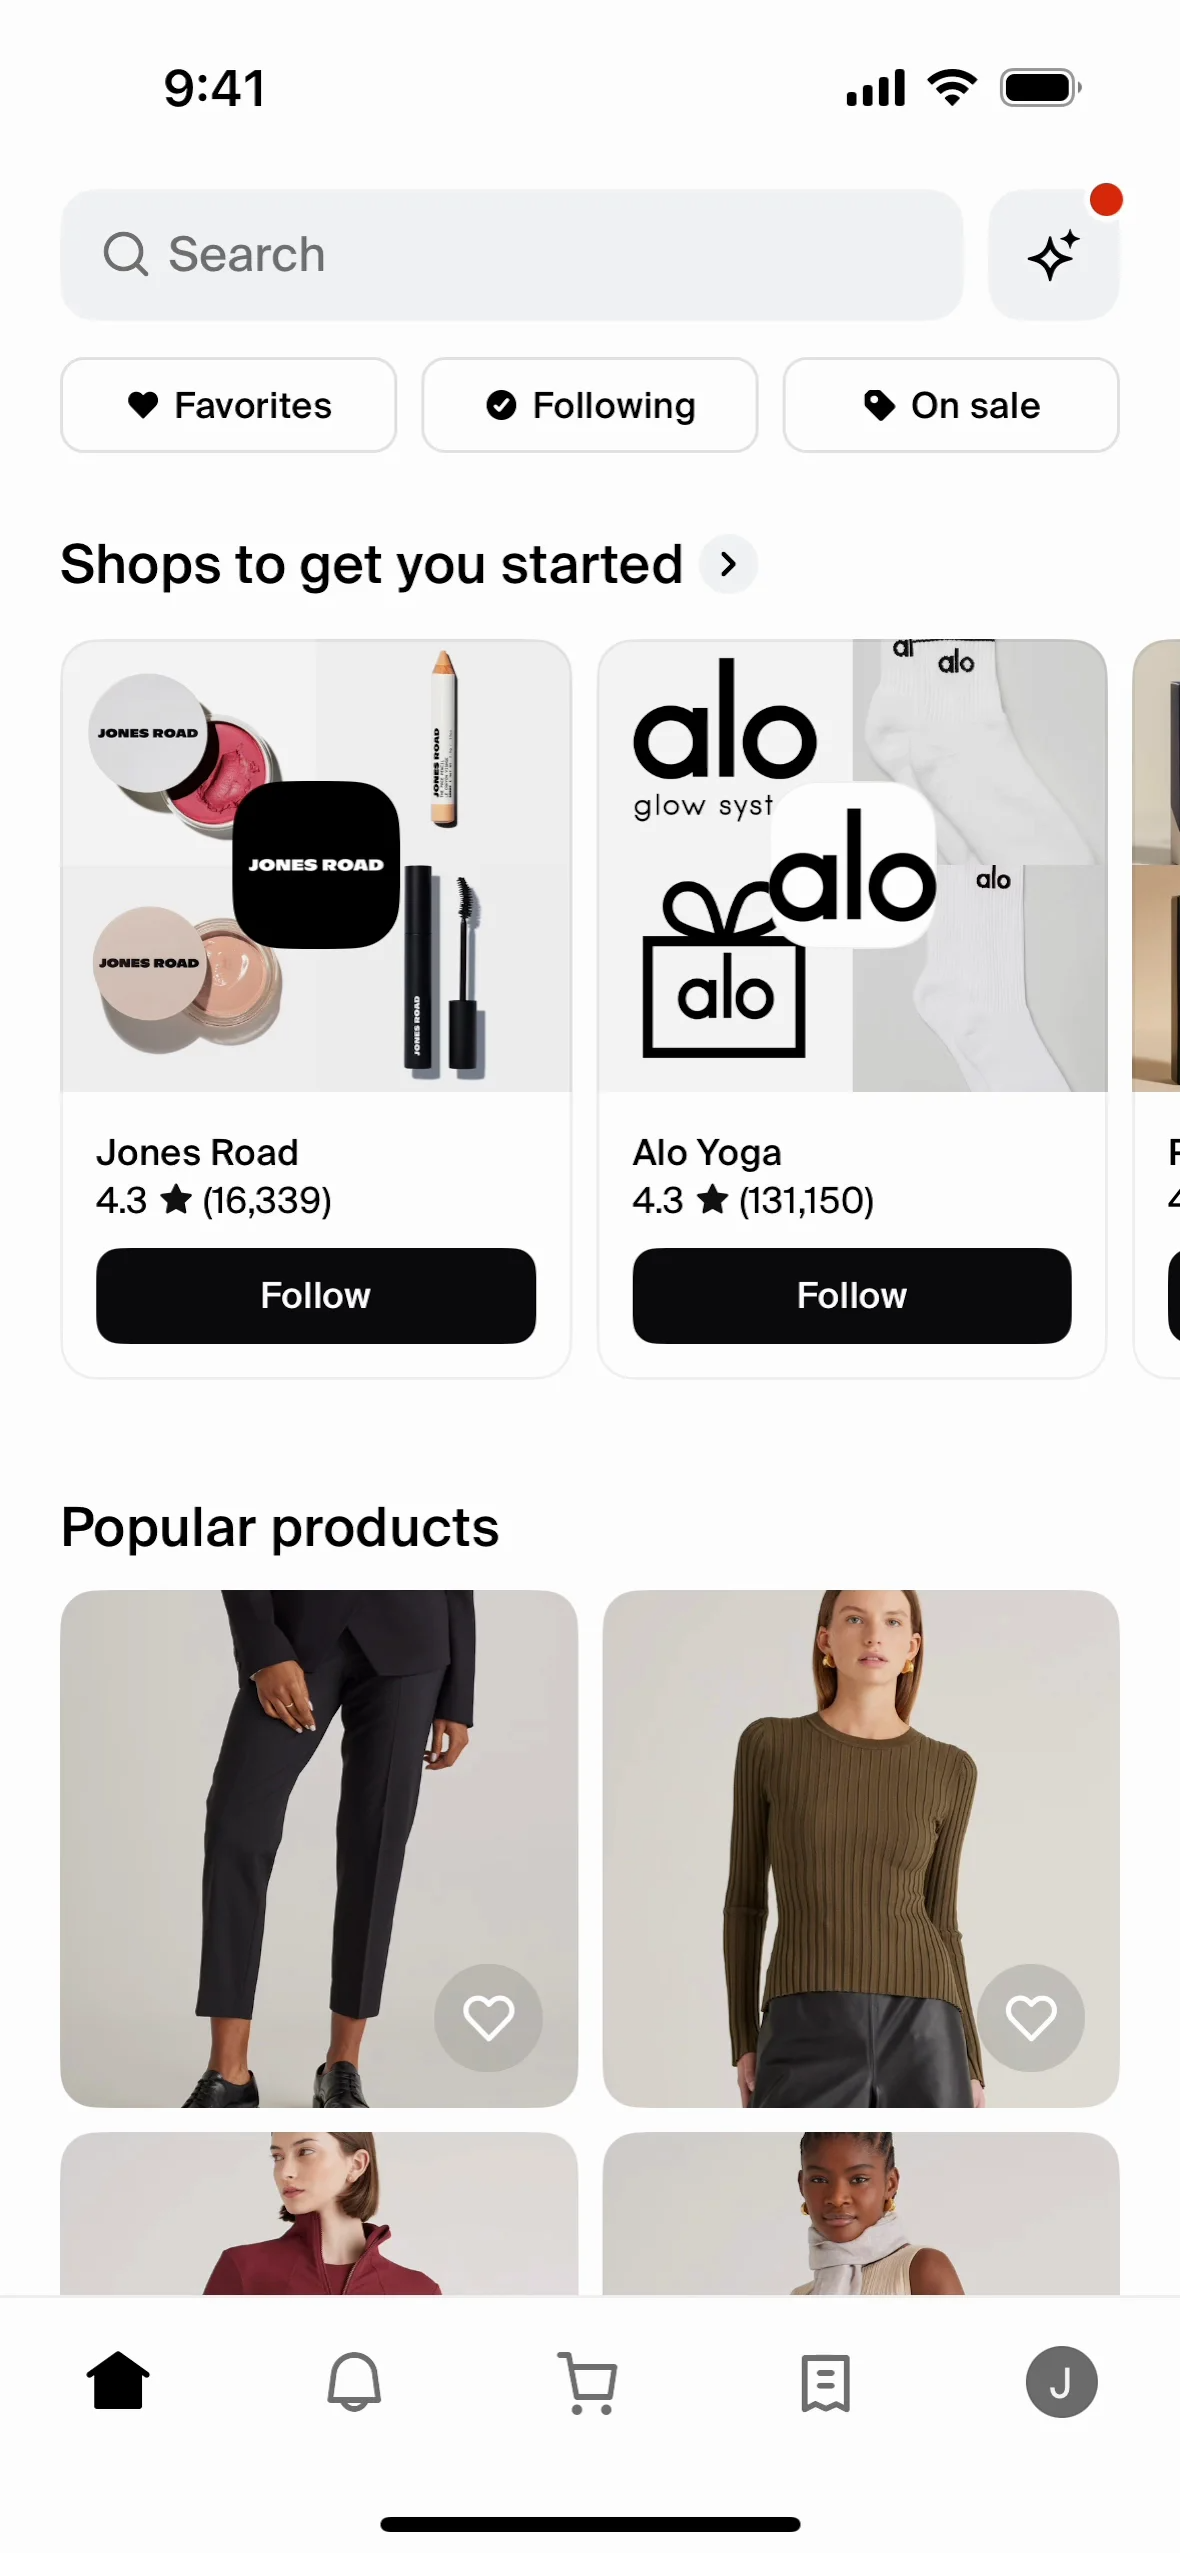 9:41
Search
Favorites
Following
On sale
Shops to get you started
JONES ROAD
JONES ROAD
JONES ROAD
JONES ROAD
JONES ROAD
alo
glow syst
alo
alo
alo
alo
alo
Jones Road
4.3 ★ (16,339)
Follow
Alo Yoga
4.3 ★ (131,150)
Follow
Popular products
J